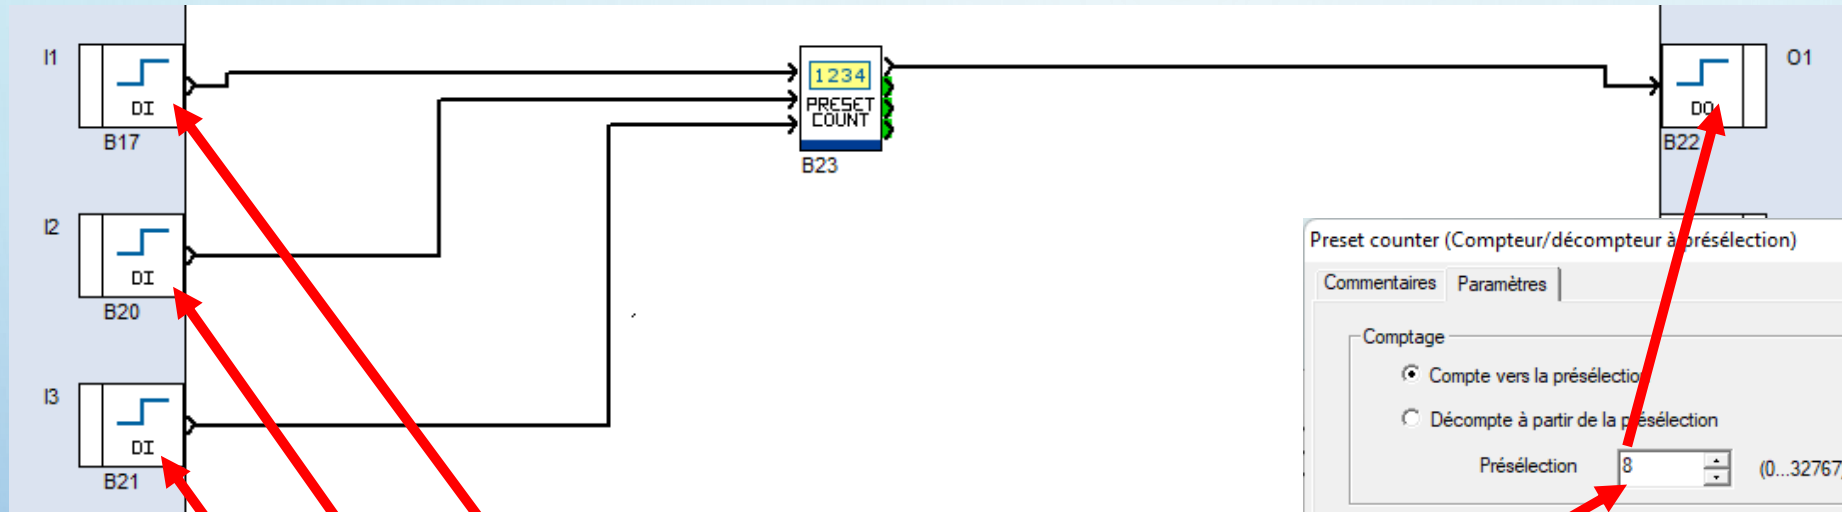 I1
DI
B17
1234
PRESET
COUNT
B23
O1
DO
B22
I2
DI
B20
I3
DI
B21
Preset counter (Compteur/décompteur à présélection)
Commentaires Paramètres
Comptage
Compte vers la présélection
Décompte à partir de la présélection
Présélection 8 (0...32767)